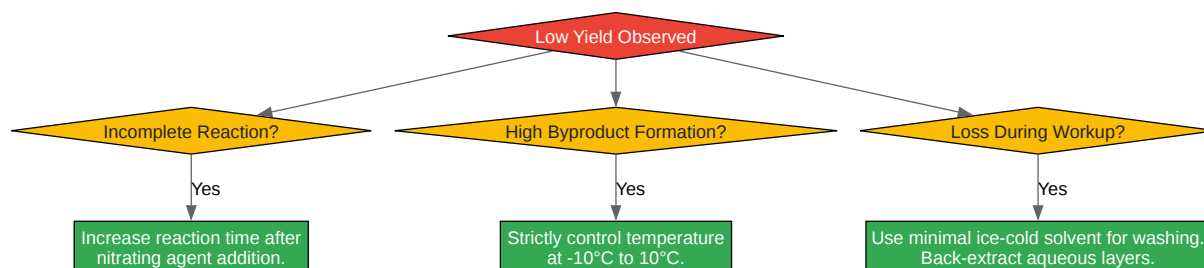 Low Yield Observed
Incomplete Reaction?
High Byproduct Formation?
Loss During Workup?
Yes
Yes
Yes
Increase reaction time after
nitrating agent addition.
Strictly control temperature
at -10°C to 10°C.
Use minimal ice-cold solvent for washing.
Back-extract aqueous layers.